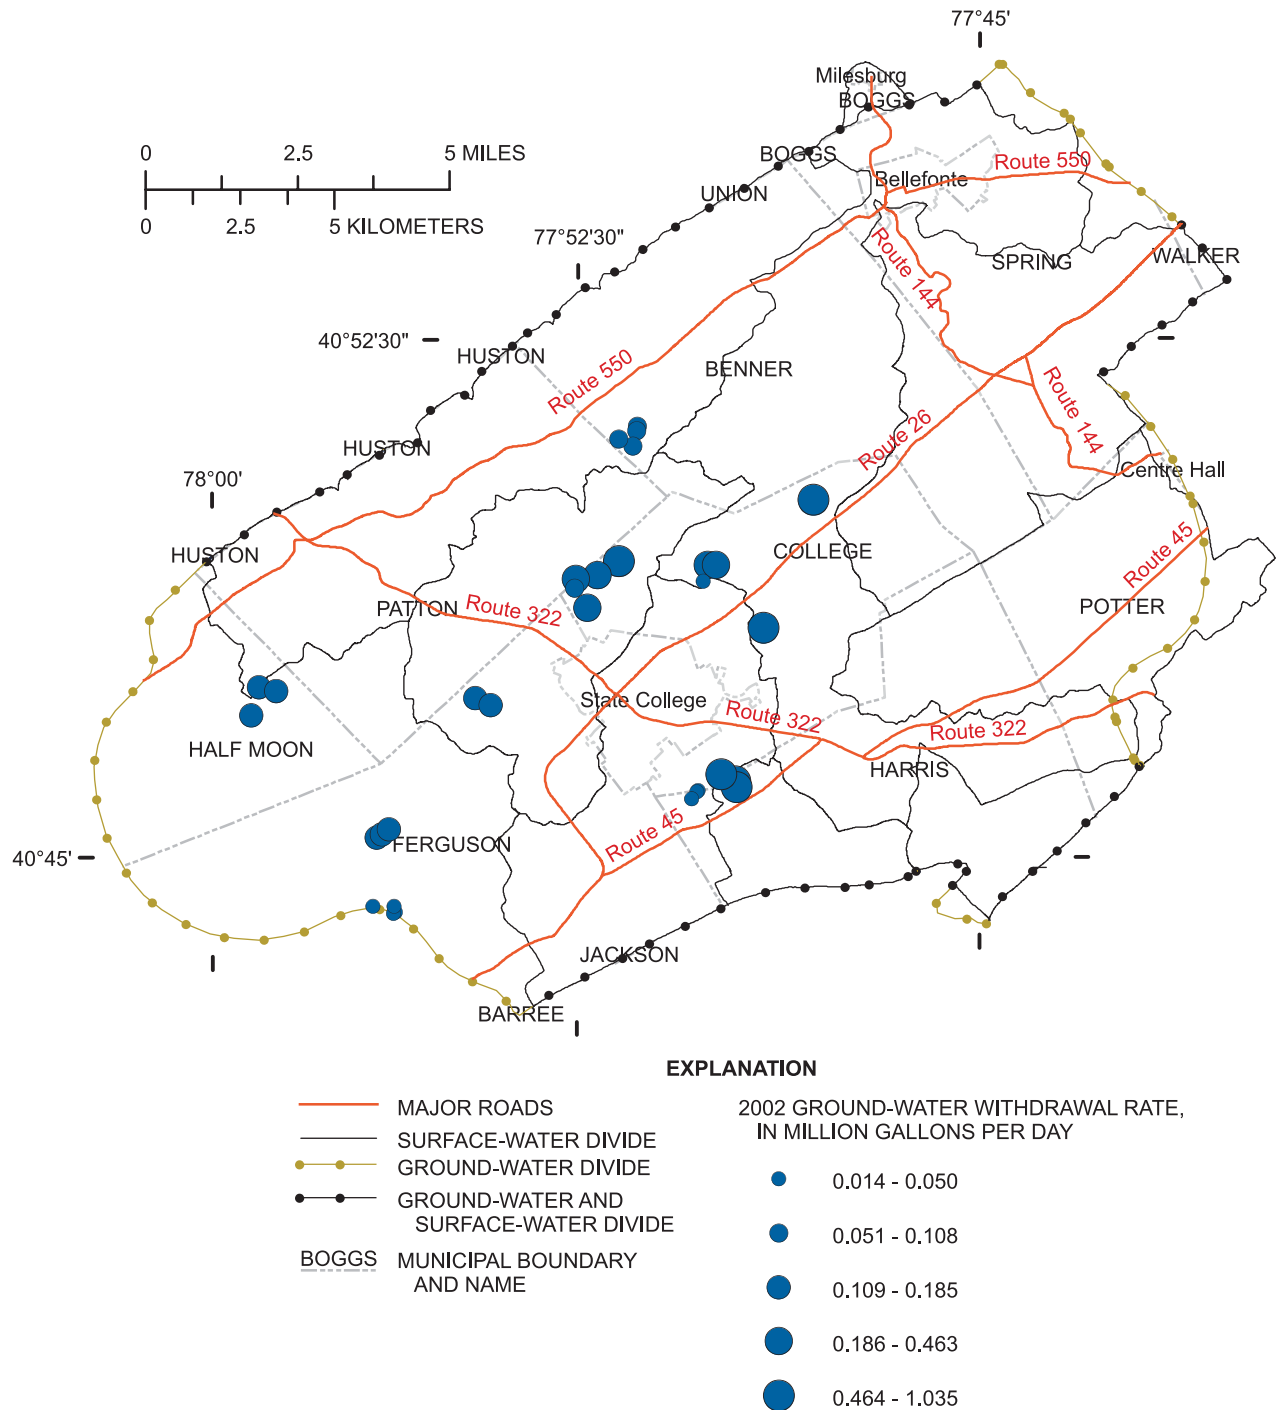 77°45'
Milesburg
BOGGS
0 2.5 5 MILES
BOGGS
Route 550
Bellefonte
UNION
0 2.5 5 KILOMETERS
77°52'30"
Route 144
SPRING
WALKER
40°52'30"
HUSTON
BENNER
Route 550
Route 144
Route 26
HUSTON
Centre Hall
78°00'
HUSTON
COLLEGE
Route 45
PATTON
Route 322
POTTER
State College
Route 322
Route 322
HALF MOON
HARRIS
Route 45
FERGUSON
40°45'
JACKSON
BARREE
EXPLANATION
MAJOR ROADS
SURFACE-WATER DIVIDE
GROUND-WATER DIVIDE
GROUND-WATER AND
SURFACE-WATER DIVIDE
BOGGS MUNICIPAL BOUNDARY
AND NAME
2002 GROUND-WATER WITHDRAWAL RATE,
IN MILLION GALLONS PER DAY
0.014 - 0.050
0.051 - 0.108
0.109 - 0.185
0.186 - 0.463
0.464 - 1.035